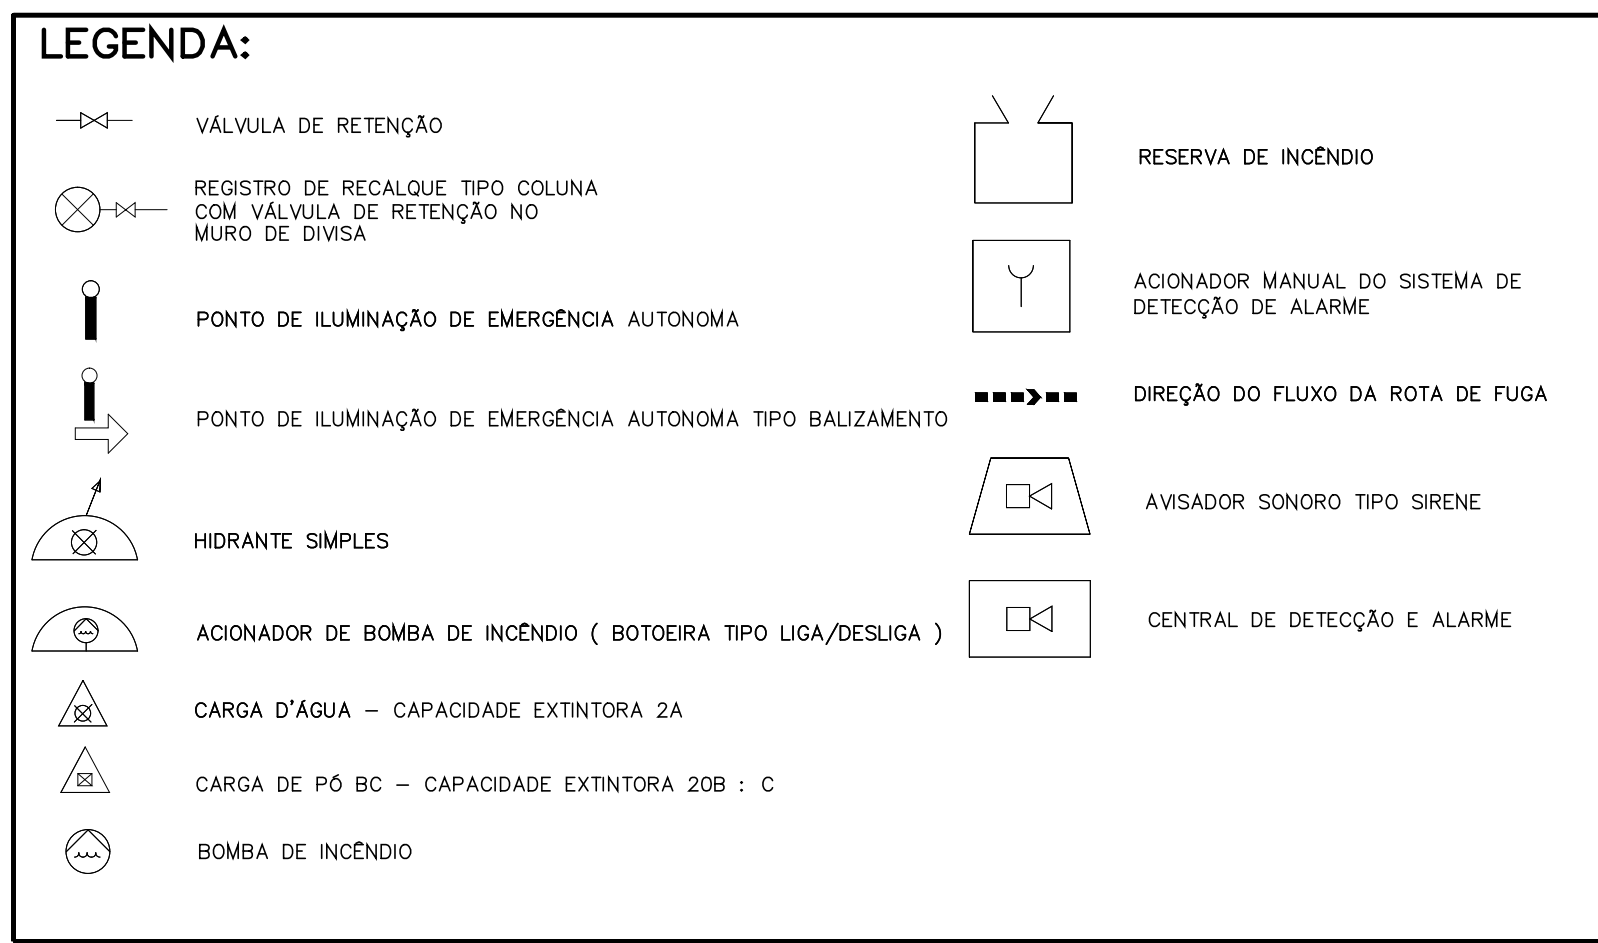 LEGENDA:
VÁLVULA DE RETENÇÃO
REGISTRO DE RECALQUE TIPO COLUNA
COM VÁLVULA DE RETENÇÃO NO
MURO DE DIVISA
PONTO DE ILUMINAÇÃO DE EMERGÊNCIA AUTONOMA
PONTO DE ILUMINAÇÃO DE EMERGÊNCIA AUTONOMA TIPO BALIZAMENTO
HIDRANTE SIMPLES
ACIONADOR DE BOMBA DE INCÊNDIO ( BOTOEIRA TIPO LIGA/DESLIGA )
CARGA D'ÁGUA – CAPACIDADE EXTINTORA 2A
CARGA DE PÓ BC – CAPACIDADE EXTINTORA 20B : C
BOMBA DE INCÊNDIO
RESERVA DE INCÊNDIO
ACIONADOR MANUAL DO SISTEMA DE
DETECÇÃO DE ALARME
DIREÇÃO DO FLUXO DA ROTA DE FUGA
AVISADOR SONORO TIPO SIRENE
CENTRAL DE DETECÇÃO E ALARME